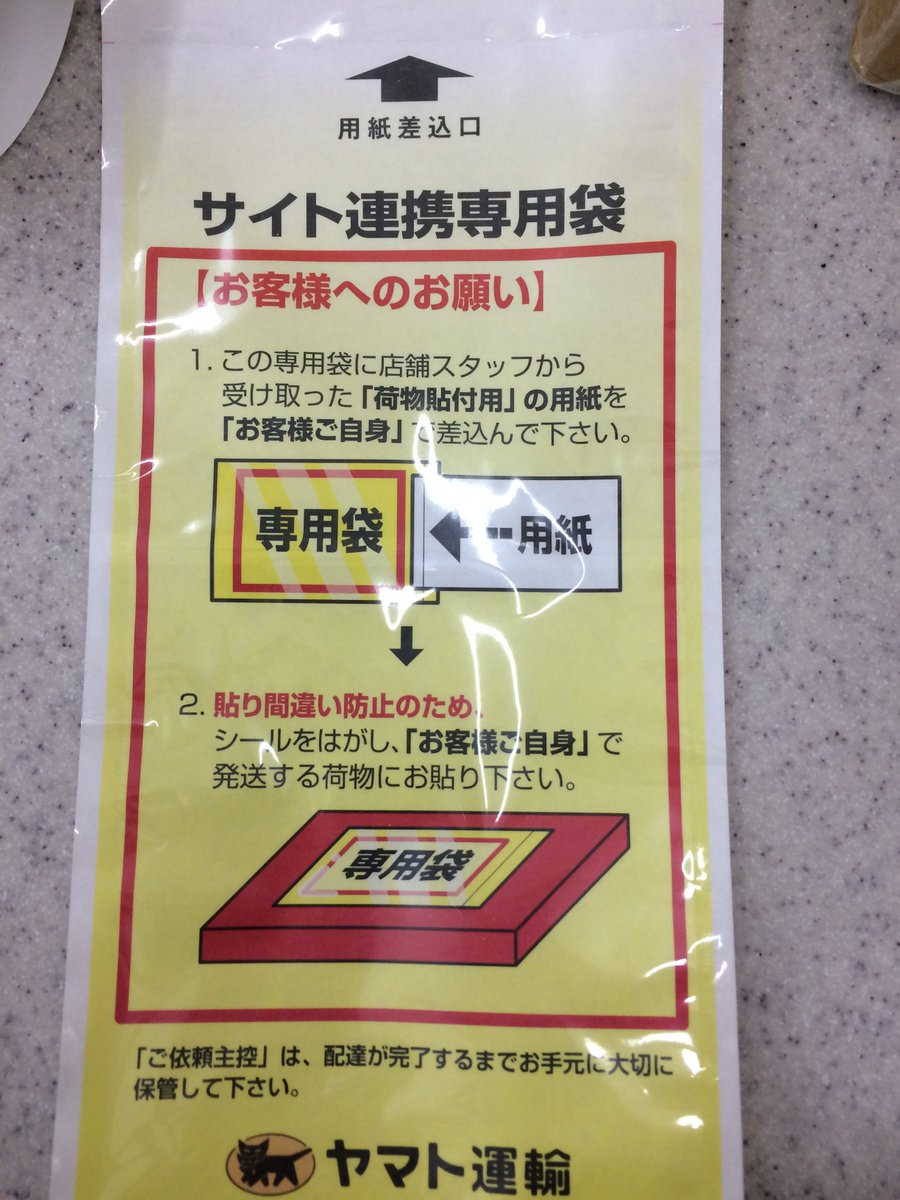 用紙差込口
サイト連携専用袋
【お客様へのお願い】
1. この専用袋に店舗スタッフから
受け取った「荷物貼付用」の用紙を
「お客様ご自身」で差込んで下さい。
専用袋 用紙
2. 貼り間違い防止のため、
シールをはがし、「お客様ご自身」で
発送する荷物にお貼り下さい。
専用袋
「ご依頼主控」は、配達が完了するまでお手元に大切に
保管して下さい。
ヤマト運輸